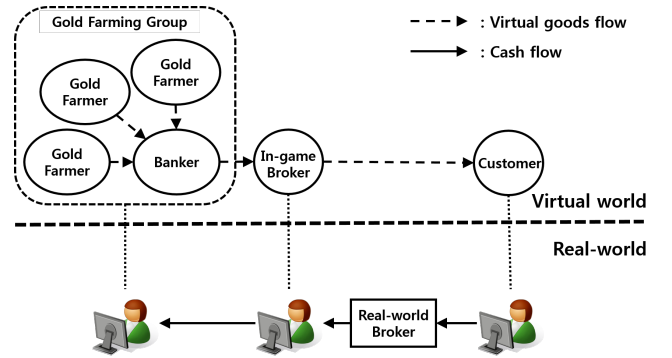 Gold Farming Group
: Virtual goods flow
: Cash flow
Gold
Farmer
Gold
Farmer
Gold
Farmer
Banker
In-game
Broker
Customer
Virtual world
Real-world
Real-world
Broker